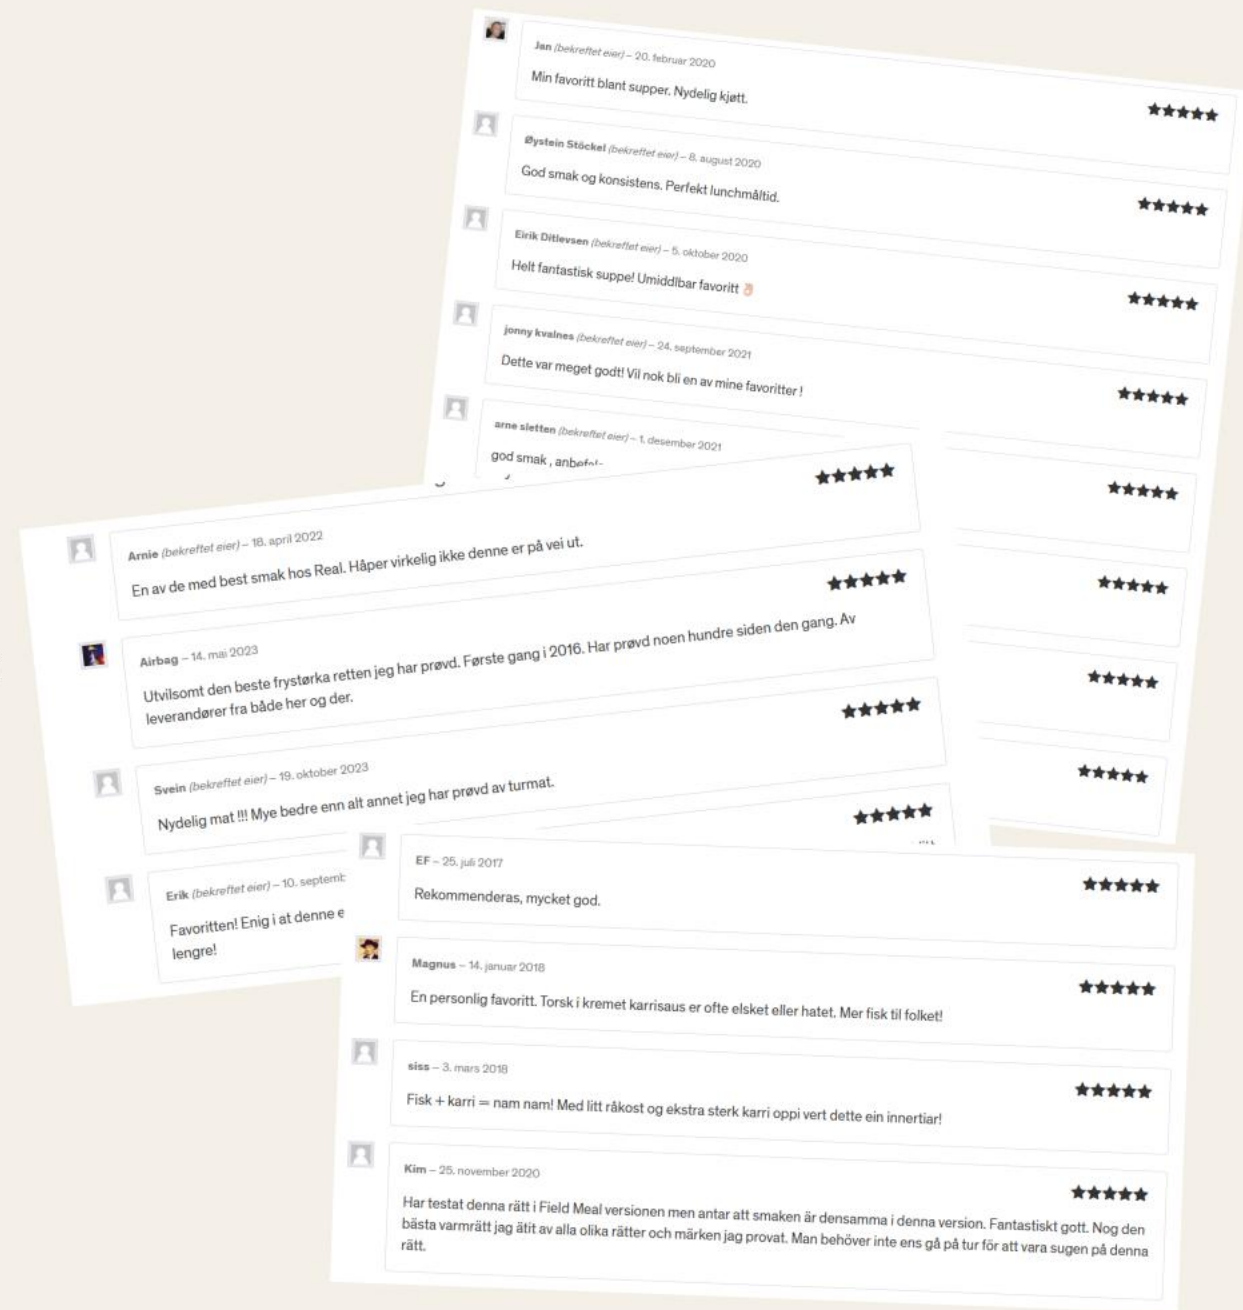 Jan (bekreftet eier) – 20. februar 2020
Min favoritt blant supper. Nydelig kjøtt.
Øystein Stöckel (bekreftet eier) – 8. august 2020
God smak og konsistens. Perfekt lunchmåltid.
Eirik Ditlevsen (bekreftet eier) – 5. oktober 2020
Helt fantastisk suppe! Umiddlbar favoritt 👌
jonny kvalnes (bekreftet eier) – 24. september 2021
Dette var meget godt! Vil nok bli en av mine favoritter !
arne sletten (bekreftet eier) – 1. desember 2021
god smak ,
Arnie (bekreftet eier) – 18. april 2022
En av de med best smak hos Real. Håper virkelig ikke denne er på vei ut.
Airbag – 14. mai 2023
Utvilsomt den beste frystørka retten jeg har prøvd. Første gang i 2016. Har prøvd noen hundre siden den gang. Av
leverandører fra både her og der.
Svein (bekreftet eier) – 19. oktober 2023
Nydelig mat !!! Mye bedre enn alt annet jeg har prøvd av turmat.
Erik (bekreftet eier) – 10. septemb
Favoritten! Enig i at denne e
lengre!
EF – 25. juli 2017
Rekommenderas, mycket god.
Magnus – 14. januar 2018
En personlig favoritt. Torsk i kremet karrisaus er ofte elsket eller hatet. Mer fisk til folket!
siss – 3. mars 2018
Fisk + karri = nam nam! Med litt råkost og ekstra sterk karri oppi vert dette ein innertiar!
Kim – 25. november 2020
Har testat denna rätt i Field Meal versionen men antar att smaken är densamma i denna version. Fantastiskt gott. Nog den
bästa varmrätt jag ätit av alla olika rätter och märken jag provat. Man behöver inte ens gå på tur för att vara sugen på denna
rätt.